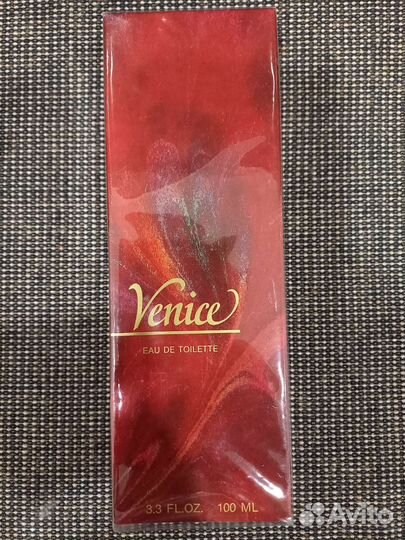 Venice
EAU DE TOILETTE
3.3 FL.OZ. 100 ML
Avito